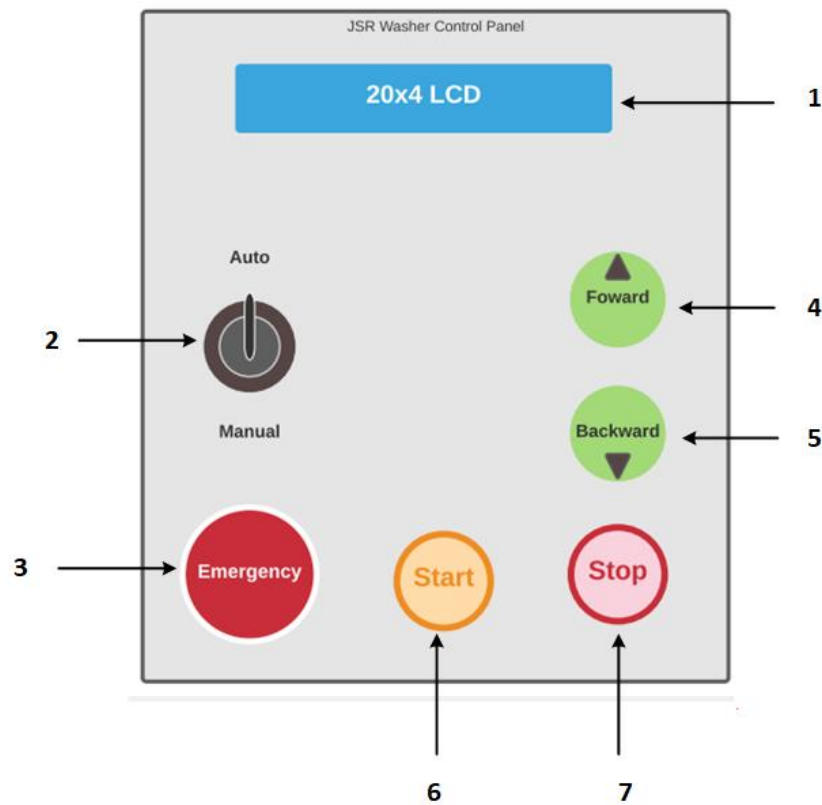 JSR Washer Control Panel
20x4 LCD
1
Auto
Foward
4
2
Manual
Backward
5
3
Emergency
Start
Stop
6
7